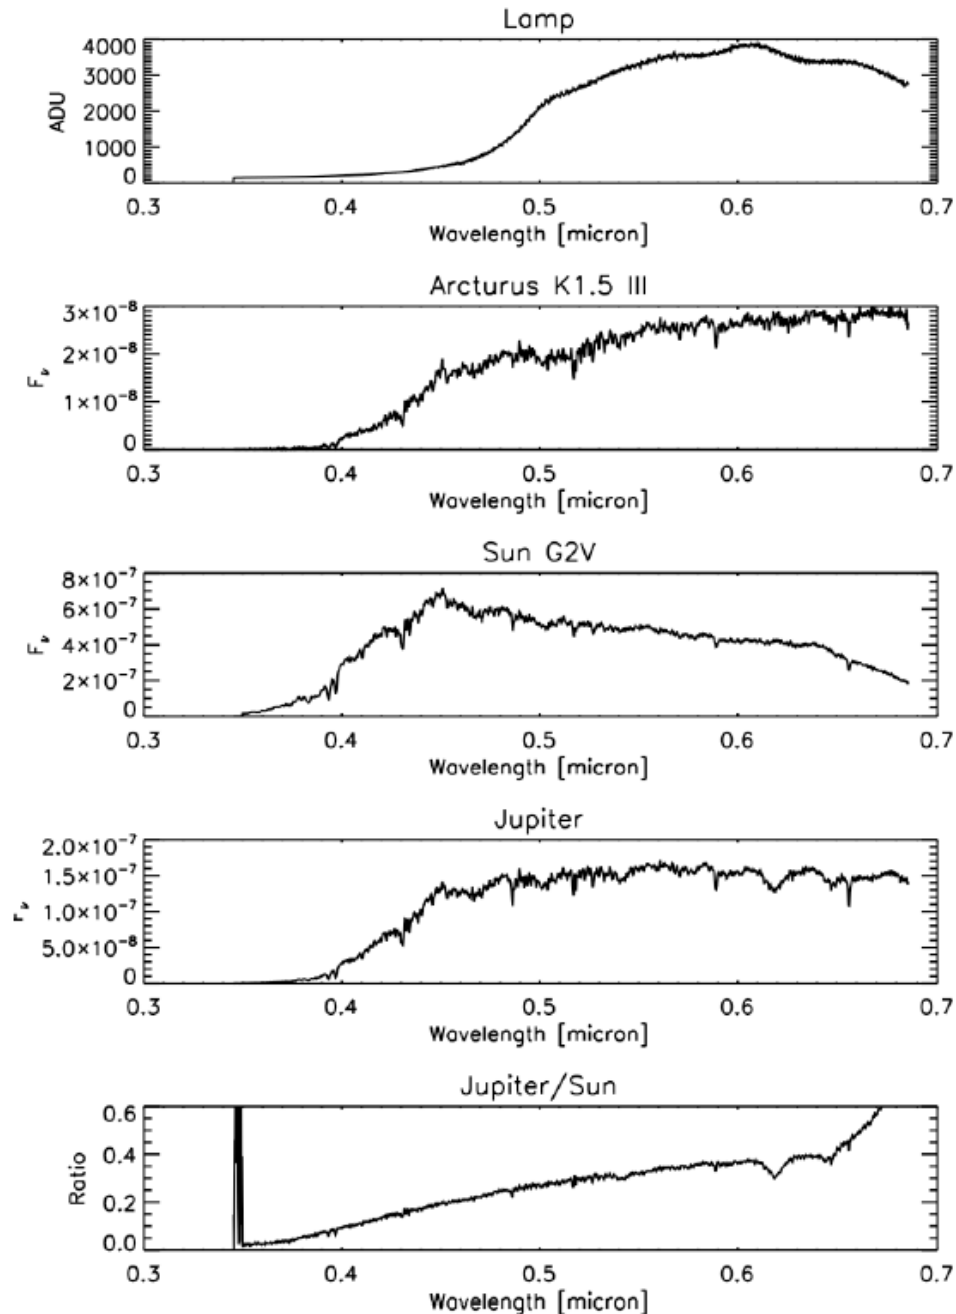 Lamp
4000
3000
2000
1000
0
ADU
0.3 0.4 0.5 0.6 0.7
Wavelength [micron]
Arcturus K1.5 III
3×10⁻⁸
2×10⁻⁸
1×10⁻⁸
0
Fν
0.3 0.4 0.5 0.6 0.7
Wavelength [micron]
Sun G2V
8×10⁻⁷
6×10⁻⁷
4×10⁻⁷
2×10⁻⁷
0
Fν
0.3 0.4 0.5 0.6 0.7
Wavelength [micron]
Jupiter
2.0×10⁻⁷
1.5×10⁻⁷
1.0×10⁻⁷
5.0×10⁻⁸
0
0.3 0.4 0.5 0.6 0.7
Wavelength [micron]
Jupiter/Sun
0.6
0.4
0.2
0.0
Ratio
0.3 0.4 0.5 0.6 0.7
Wavelength [micron]